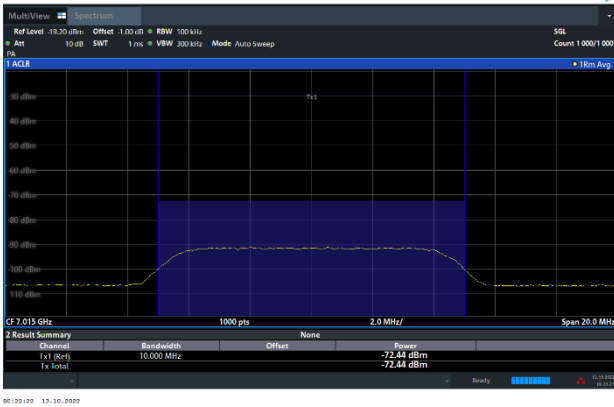 MultiView Spectrum
Ref Level -19.20 dBm Offset -1.00 dB RBW 100 kHz SGL
Att 10 dB SWT 1 ms VBW 300 kHz Mode Auto Sweep Count 1000/1000
PA
1 ACLR 1Rm Avg
Tx1
-30 dBm
-40 dBm
-50 dBm
-60 dBm
-70 dBm
-80 dBm
-90 dBm
-100 dBm
-110 dBm
CF 7.015 GHz 1000 pts 2.0 MHz/ Span 20.0 MHz
2 Result Summary None
Channel Bandwidth Offset Power
Tx1 (Ref) 10.000 MHz -72.44 dBm
Tx Total -72.44 dBm
Ready 13.10.2022
00:22:22 13.10.2022